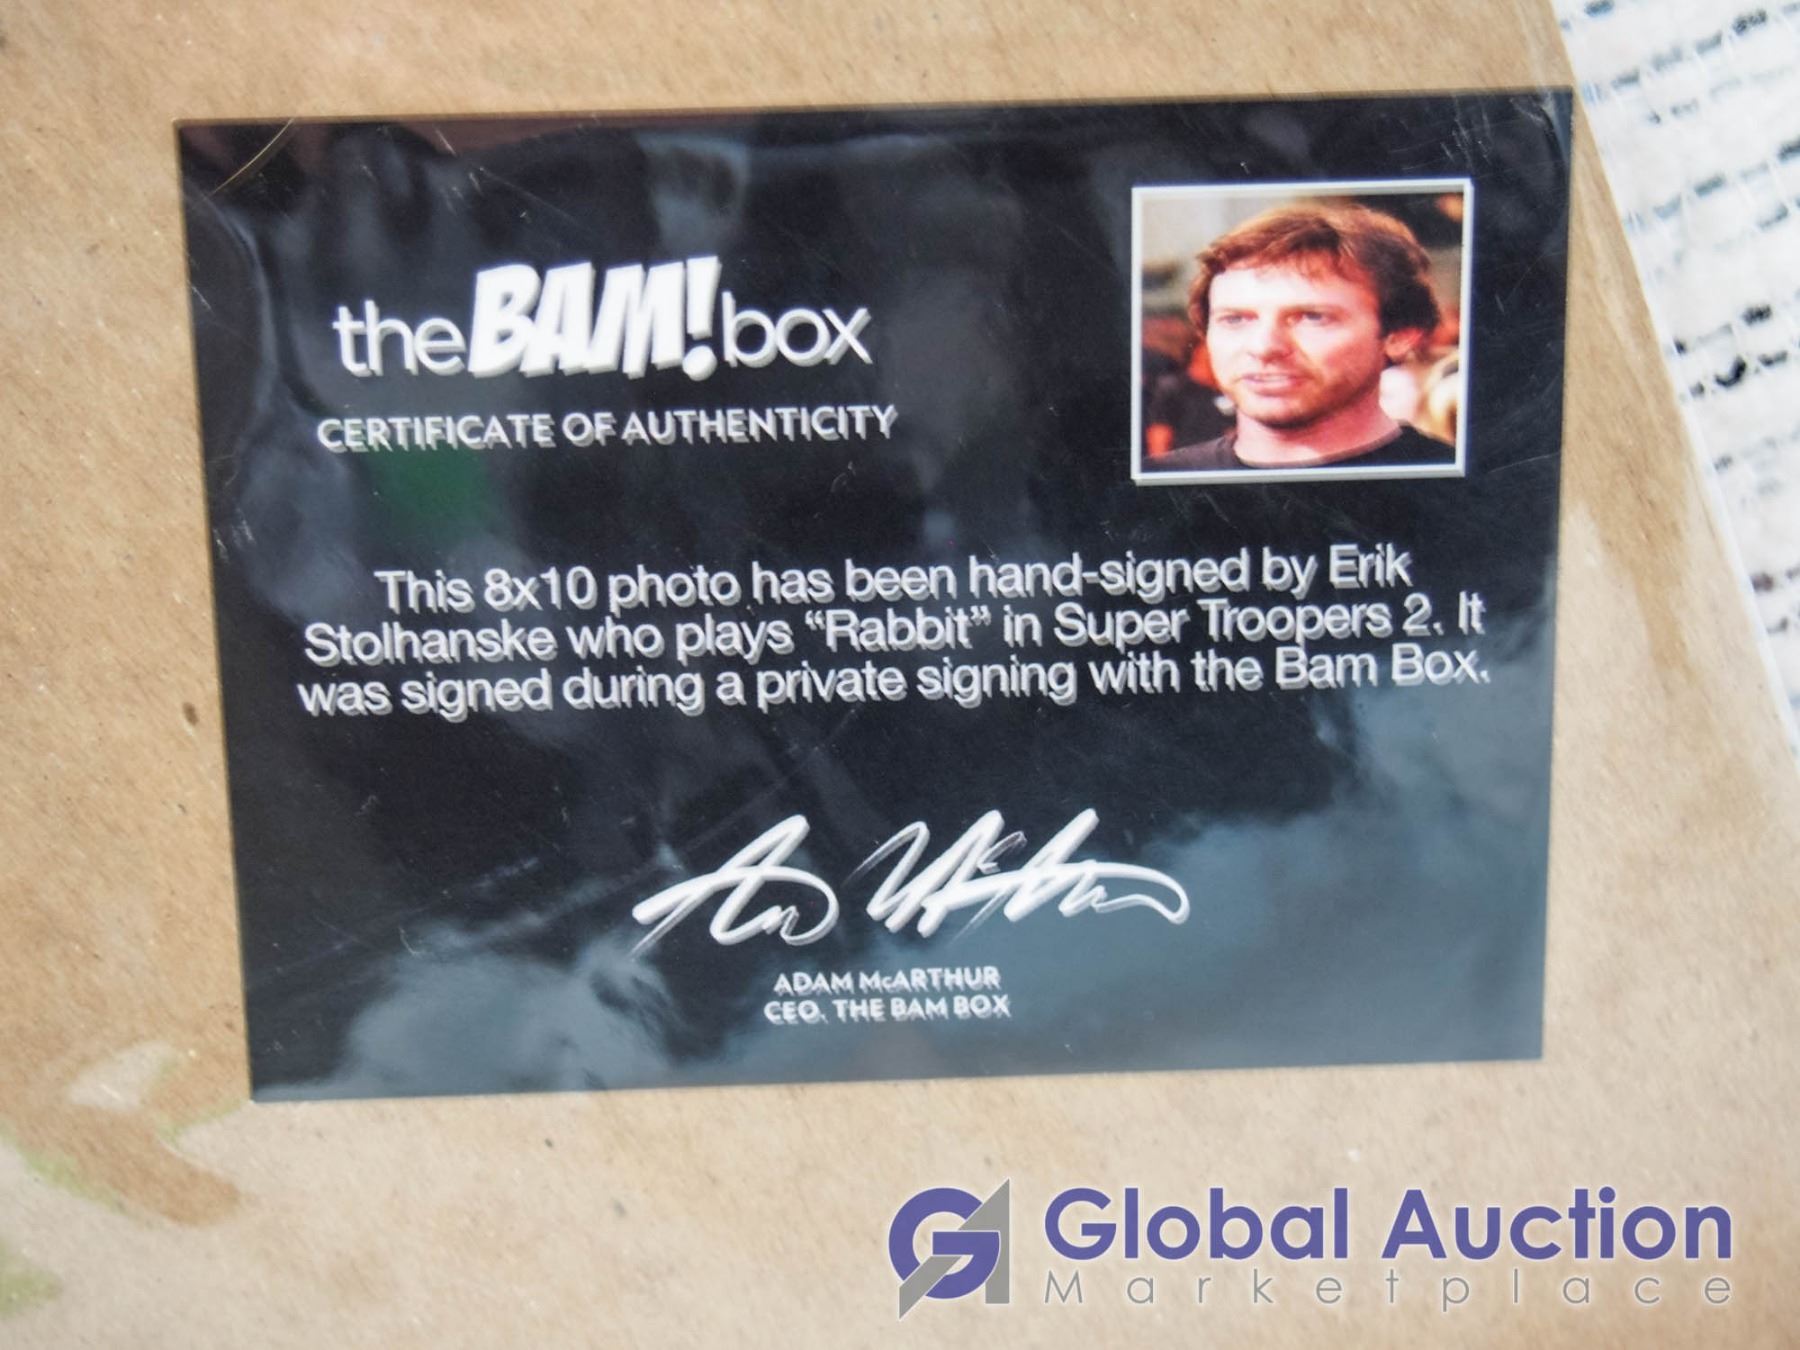 the BAM! box
CERTIFICATE OF AUTHENTICITY
This 8x10 photo has been hand-signed by Erik
Stolhanske who plays “Rabbit” in Super Troopers 2. It
was signed during a private signing with the Bam Box.
ADAM McARTHUR
CEO, THE BAM BOX
Global Auction
Marketplace